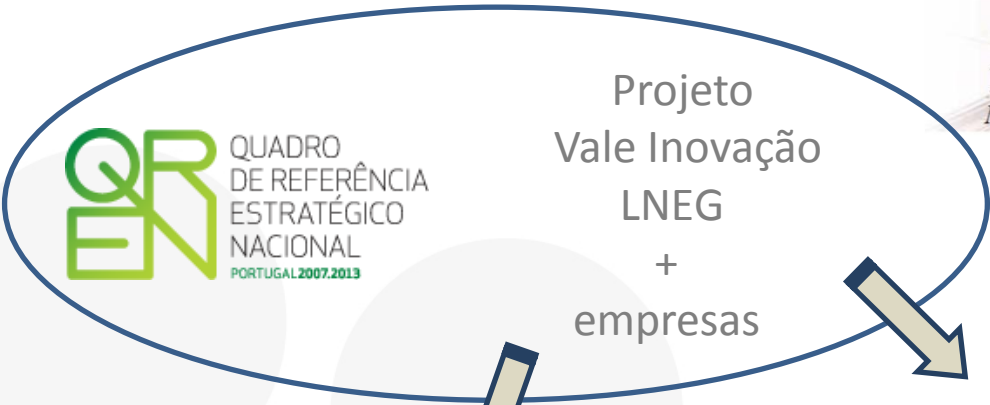 QREN
QUADRO
DE REFERÊNCIA
ESTRATÉGICO
NACIONAL
PORTUGAL2007.2013
Projeto
Vale Inovação
LNEG
+
empresas